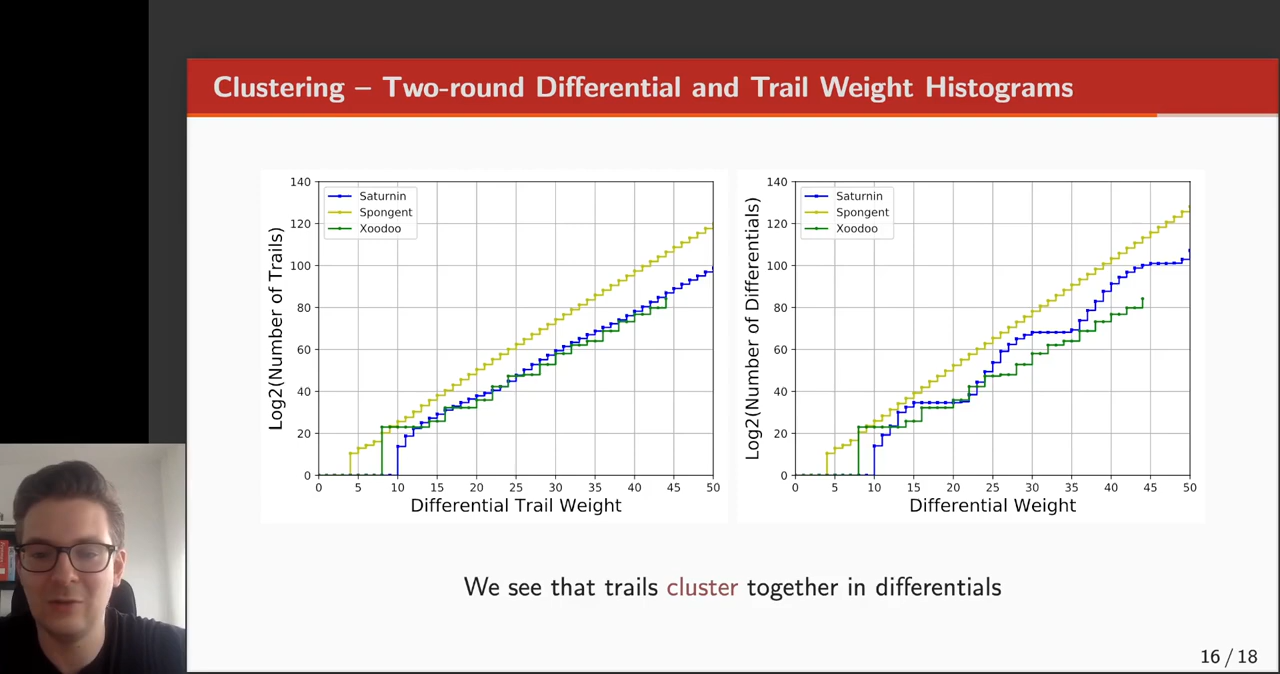 Clustering – Two-round Differential and Trail Weight Histograms
140
120
100
80
60
40
20
0
Log2(Number of Trails)
Saturnin
Spongent
Xoodoo
0 5 10 15 20 25 30 35 40 45 50
Differential Trail Weight
140
120
100
80
60
40
20
0
Log2(Number of Differentials)
Saturnin
Spongent
Xoodoo
0 5 10 15 20 25 30 35 40 45 50
Differential Weight
We see that trails cluster together in differentials
16 / 18